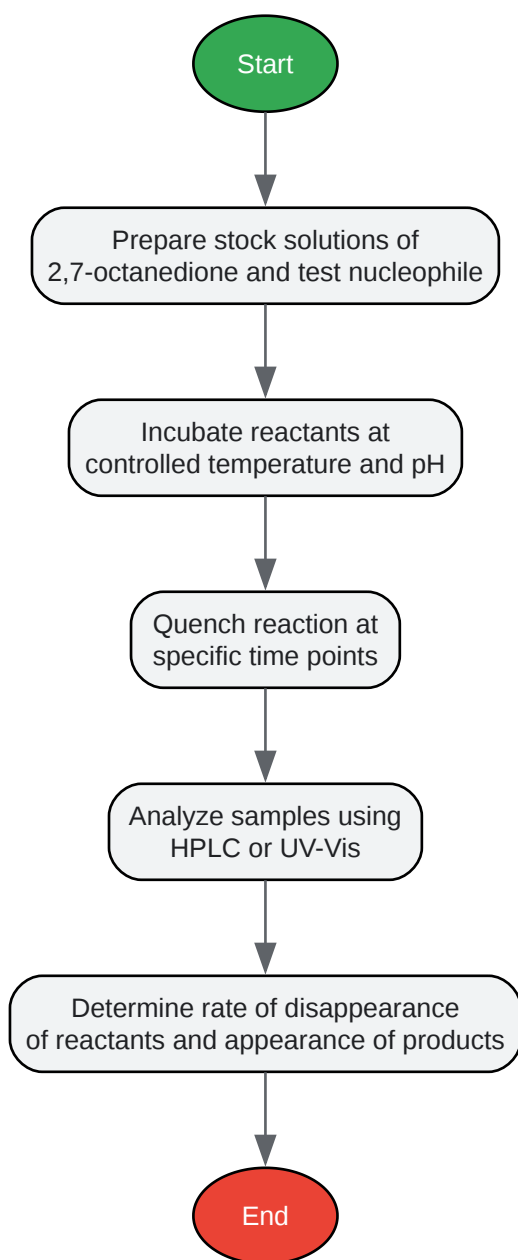 Start
Prepare stock solutions of
2,7-octanedione and test nucleophile
Incubate reactants at
controlled temperature and pH
Quench reaction at
specific time points
Analyze samples using
HPLC or UV-Vis
Determine rate of disappearance
of reactants and appearance of products
End